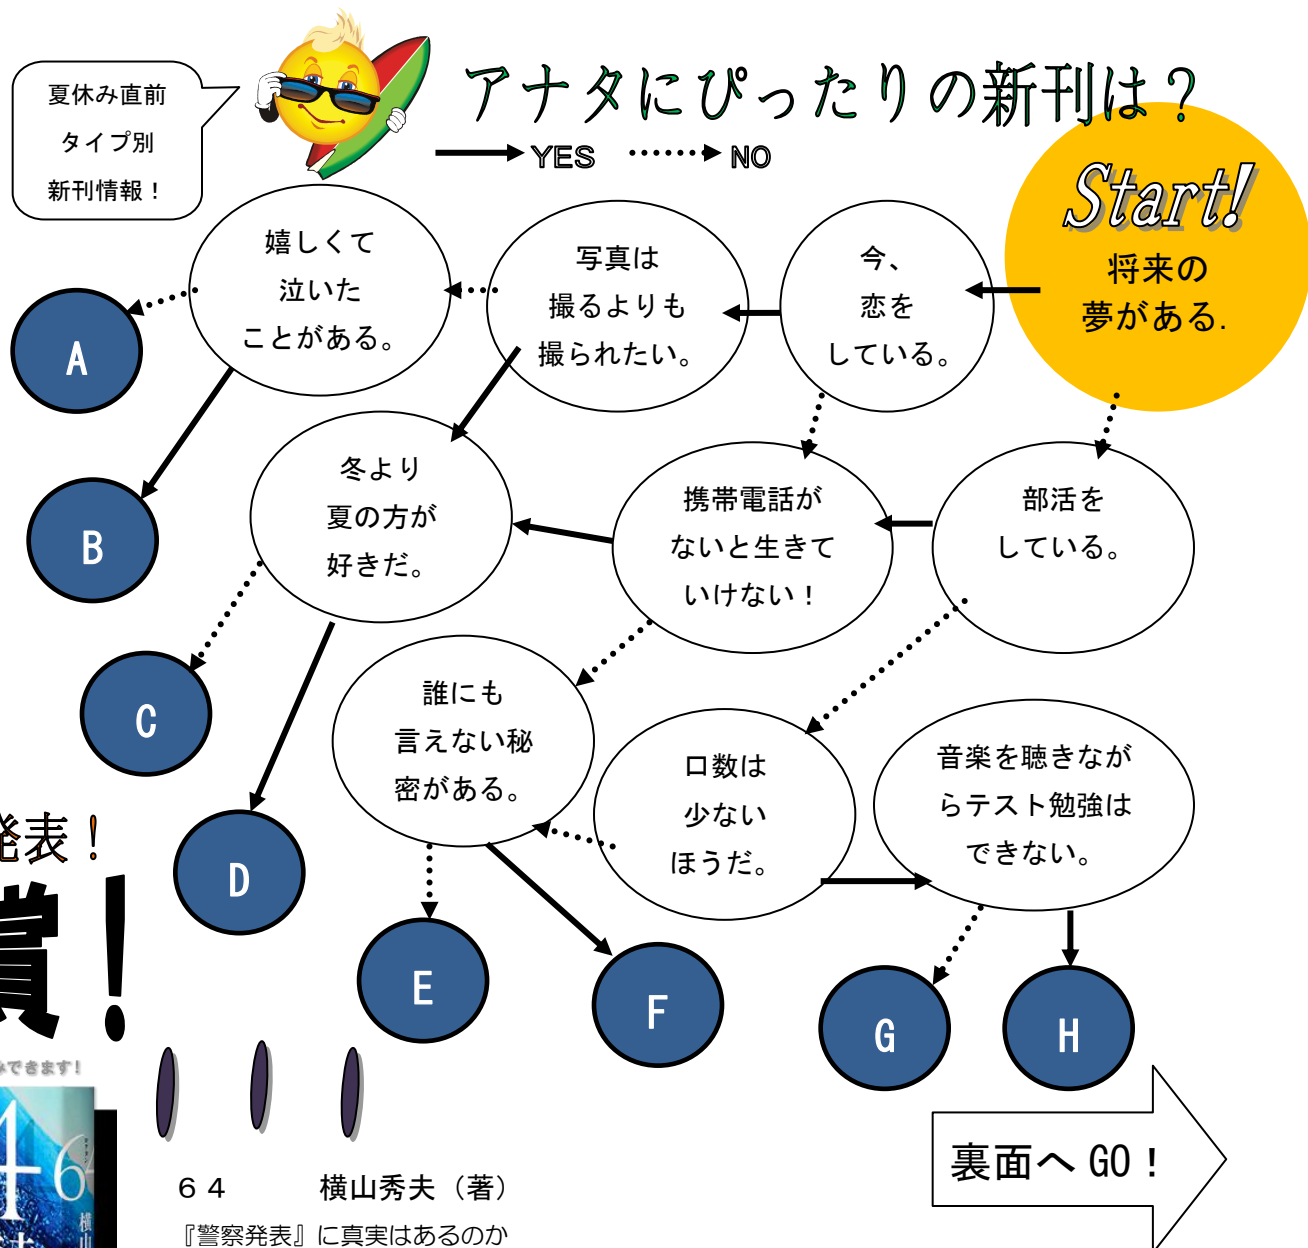 夏休み直前
タイプ別
新刊情報！
アナタにぴったりの新刊は？
YES
NO
Start!
将来の
夢がある.
今、
恋を
している。
写真は
撮るよりも
撮られたい。
嬉しくて
泣いた
ことがある。
A
B
冬より
夏の方が
好きだ。
携帯電話が
ないと生きて
いけない！
部活を
している。
C
誰にも
言えない秘
密がある。
口数は
少ない
ほうだ。
音楽を聴きなが
らテスト勉強は
できない。
D
E
F
G
H
発表！
賞！
できます!
64
横山
６４ 横山秀夫（著）
『警察発表』に真実はあるのか
裏面へ GO！